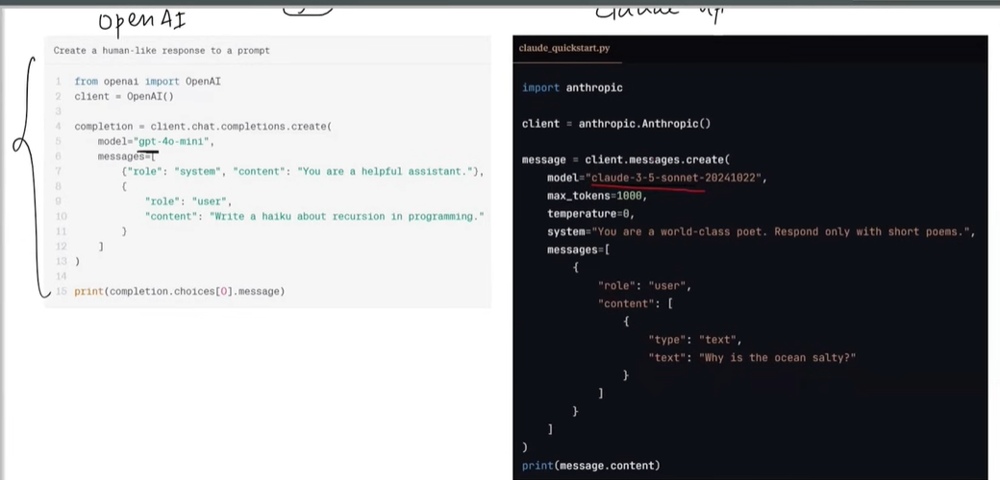 OpenAI
Create a human-like response to a prompt
1 from openai import OpenAI
2 client = OpenAI()
3
4 completion = client.chat.completions.create(
5     model="gpt-4o-mini",
6     messages=[
7         {"role": "system", "content": "You are a helpful assistant."},
8         {
9             "role": "user",
10             "content": "Write a haiku about recursion in programming."
11         }
12     ]
13 )
14
15 print(completion.choices[0].message)
claude_quickstart.py
import anthropic
client = anthropic.Anthropic()
message = client.messages.create(
    model="claude-3-5-sonnet-20241022",
    max_tokens=1000,
    temperature=0,
    system="You are a world-class poet. Respond only with short poems.",
    messages=[
        {
            "role": "user",
            "content": [
                {
                    "type": "text",
                    "text": "Why is the ocean salty?"
                }
            ]
        }
    ]
)
print(message.content)